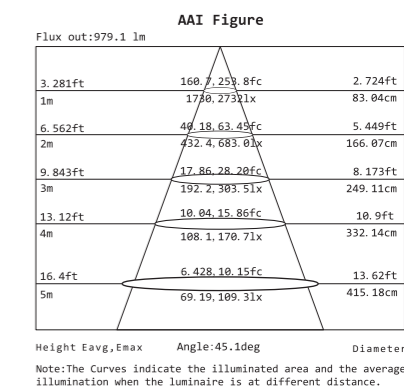 AAI Figure
Flux out:979.1 lm
3.281ft 160.7,253.8fc 2.724ft
1m 1730,2732lx 83.04cm
6.562ft 40.18,63.45fc 5.449ft
2m 432.4,683.0lx 166.07cm
9.843ft 17.86,28.20fc 8.173ft
3m 192.2,303.5lx 249.11cm
13.12ft 10.04,15.86fc 10.9ft
4m 108.1,170.7lx 332.14cm
16.4ft 6.428,10.15fc 13.62ft
5m 69.19,109.3lx 415.18cm
Height Eavg,Emax Angle:45.1deg Diameter
Note:The Curves indicate the illuminated area and the average
illumination when the luminaire is at different distance.